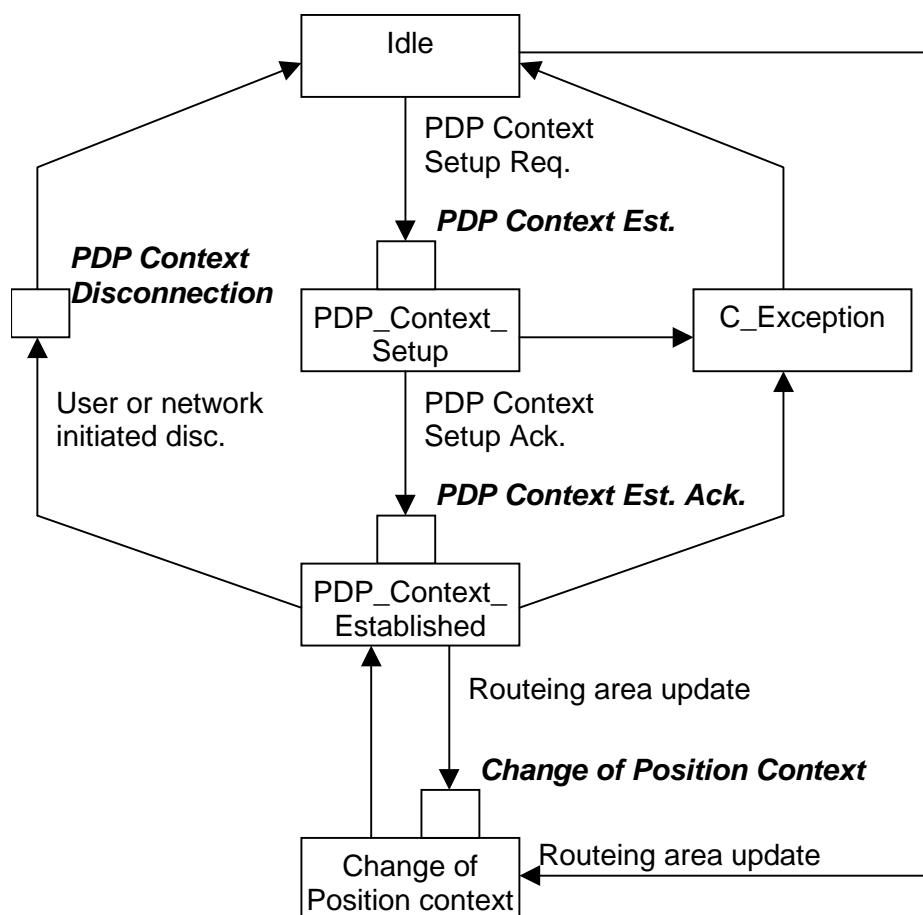 Idle
PDP Context
Setup Req.
PDP Context Est.
PDP Context
Disconnection
PDP_Context_
Setup
C_Exception
User or network
initiated disc.
PDP Context
Setup Ack.
PDP Context Est. Ack.
PDP_Context_
Established
Routeing area update
Change of Position Context
Change of
Position context
Routeing area update